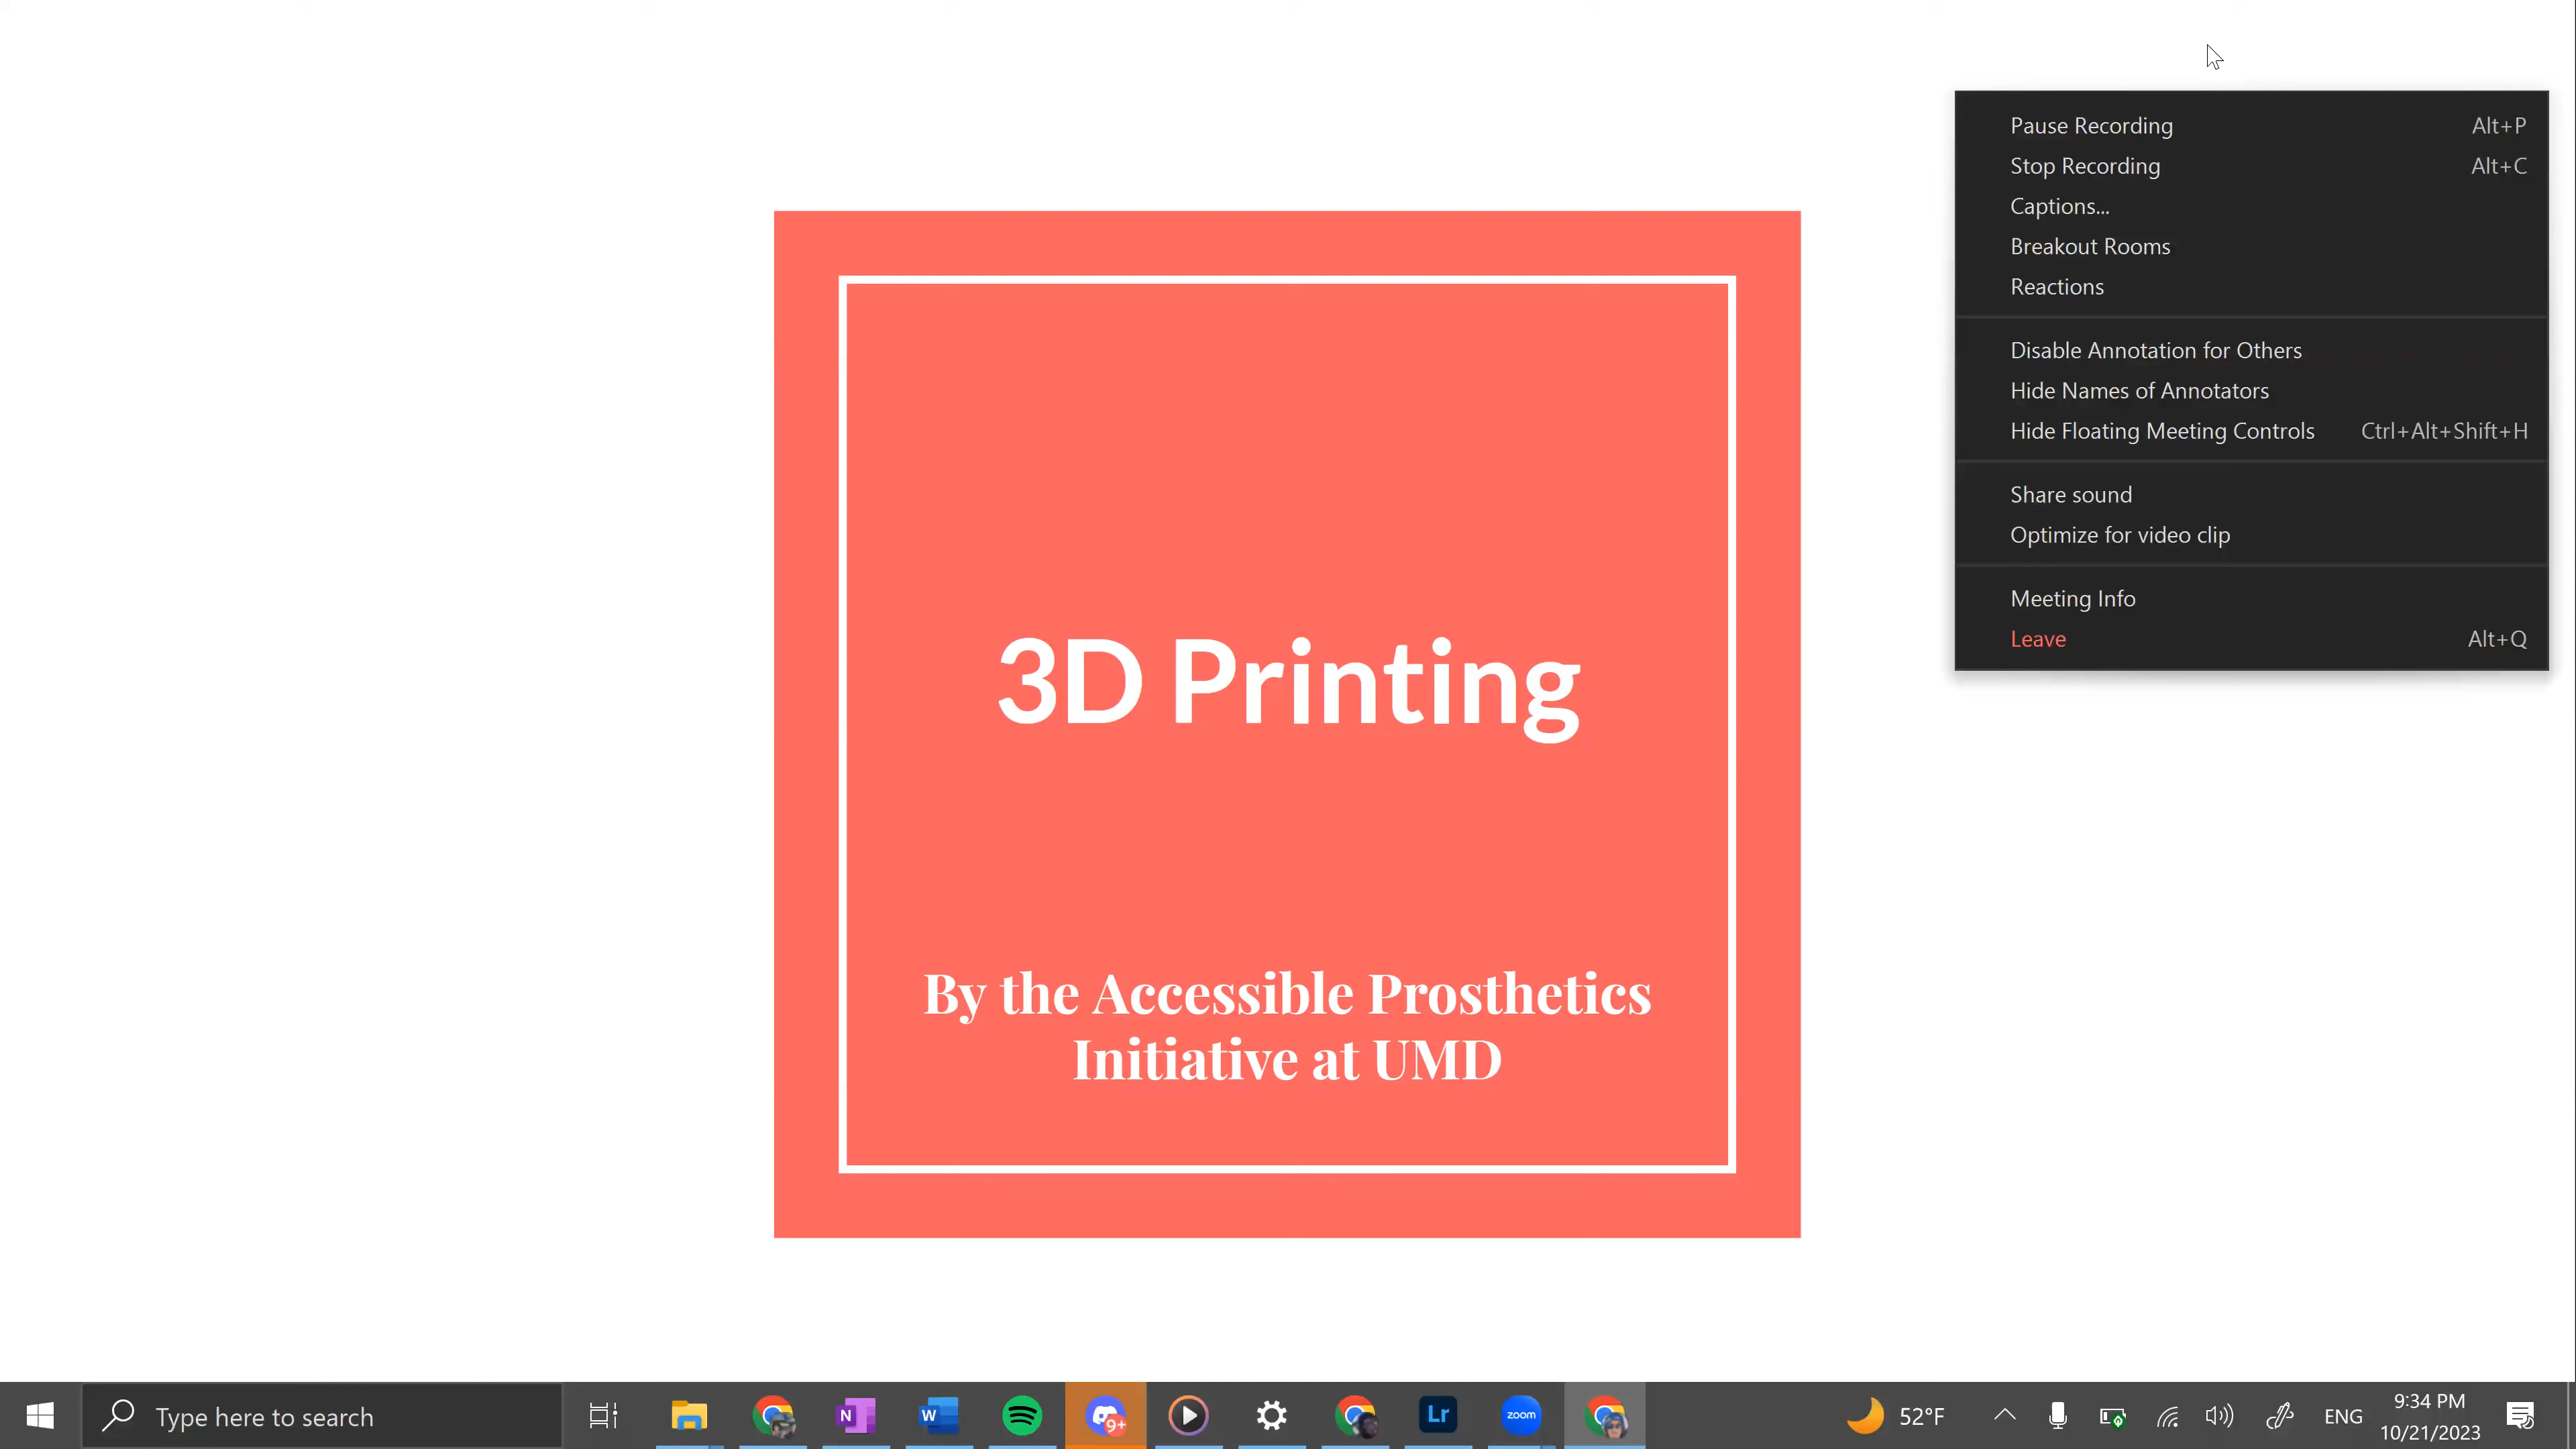 Pause Recording Alt+P
Stop Recording Alt+C
Captions...
Breakout Rooms
Reactions
Disable Annotation for Others
Hide Names of Annotators
Hide Floating Meeting Controls Ctrl+Alt+Shift+H
Share sound
Optimize for video clip
Meeting Info
Leave Alt+Q
3D Printing
By the Accessible Prosthetics
Initiative at UMD
Type here to search
N
W
9+
Lr
zoom
52°F
ENG
9:34 PM
10/21/2023